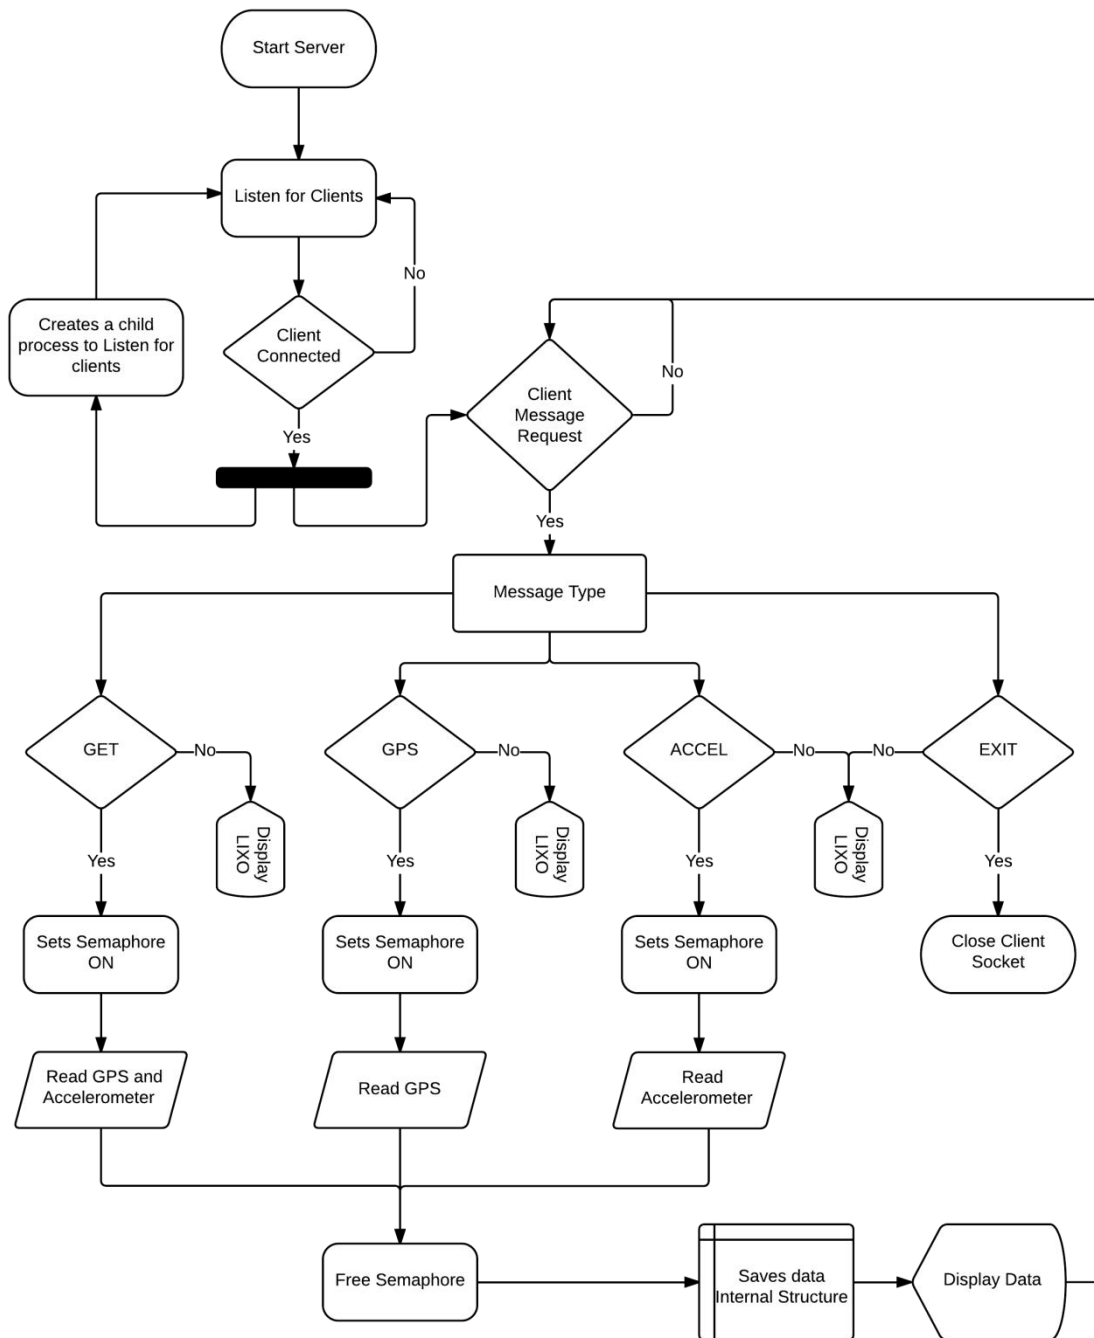 Start Server
Listen for Clients
No
Creates a child
process to Listen for
clients
Client
Connected
Yes
Client
Message
Request
No
Yes
Message Type
GET
No
Display
LIXO
GPS
No
Display
LIXO
ACCEL
No
No
Display
LIXO
EXIT
Yes
Yes
Yes
Yes
Sets Semaphore
ON
Sets Semaphore
ON
Sets Semaphore
ON
Close Client
Socket
Read GPS and
Accelerometer
Read GPS
Read
Accelerometer
Free Semaphore
Saves data
Internal Structure
Display Data